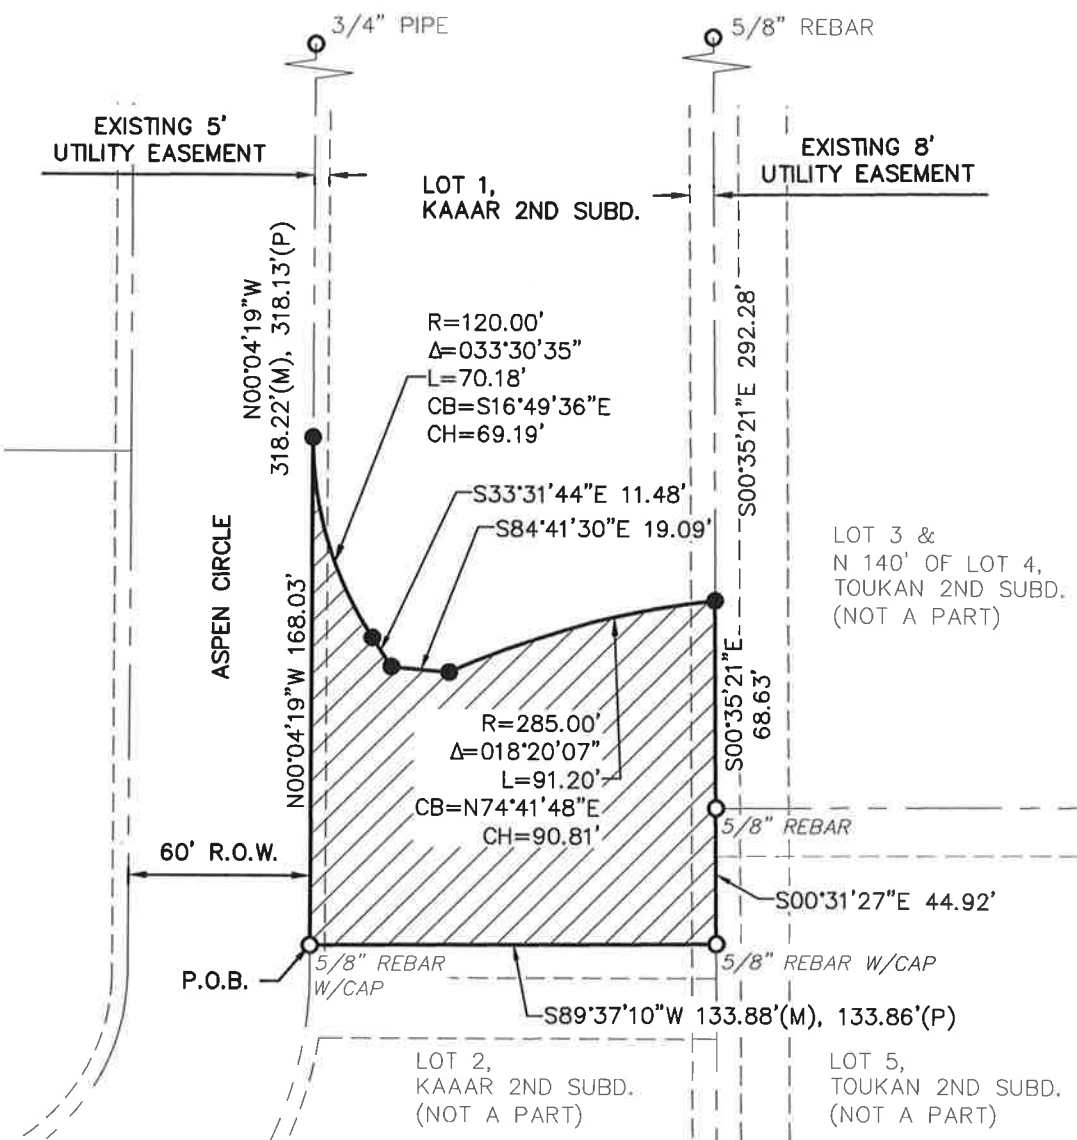 3/4" PIPE
5/8" REBAR
EXISTING 5'
UTILITY EASEMENT
EXISTING 8'
UTILITY EASEMENT
LOT 1,
KAAAR 2ND SUBD.
N00°04'19"W
318.22'(M), 318.13'(P)
R=120.00'
Δ=033°30'35"
L=70.18'
CB=S16°49'36"E
CH=69.19'
S00°35'21"E 292.28'
S33°31'44"E 11.48'
S84°41'30"E 19.09'
LOT 3 &
N 140' OF LOT 4,
TOUKAN 2ND SUBD.
(NOT A PART)
ASPEN CIRCLE
N00°04'19"W 168.03'
S00°35'21"E
68.63'
R=285.00'
Δ=018°20'07"
L=91.20'
CB=N74°41'48"E
CH=90.81'
5/8" REBAR
60' R.O.W.
S00°31'27"E 44.92'
P.O.B.
5/8" REBAR
W/CAP
5/8" REBAR W/CAP
S89°37'10"W 133.88'(M), 133.86'(P)
LOT 2,
KAAAR 2ND SUBD.
(NOT A PART)
LOT 5,
TOUKAN 2ND SUBD.
(NOT A PART)